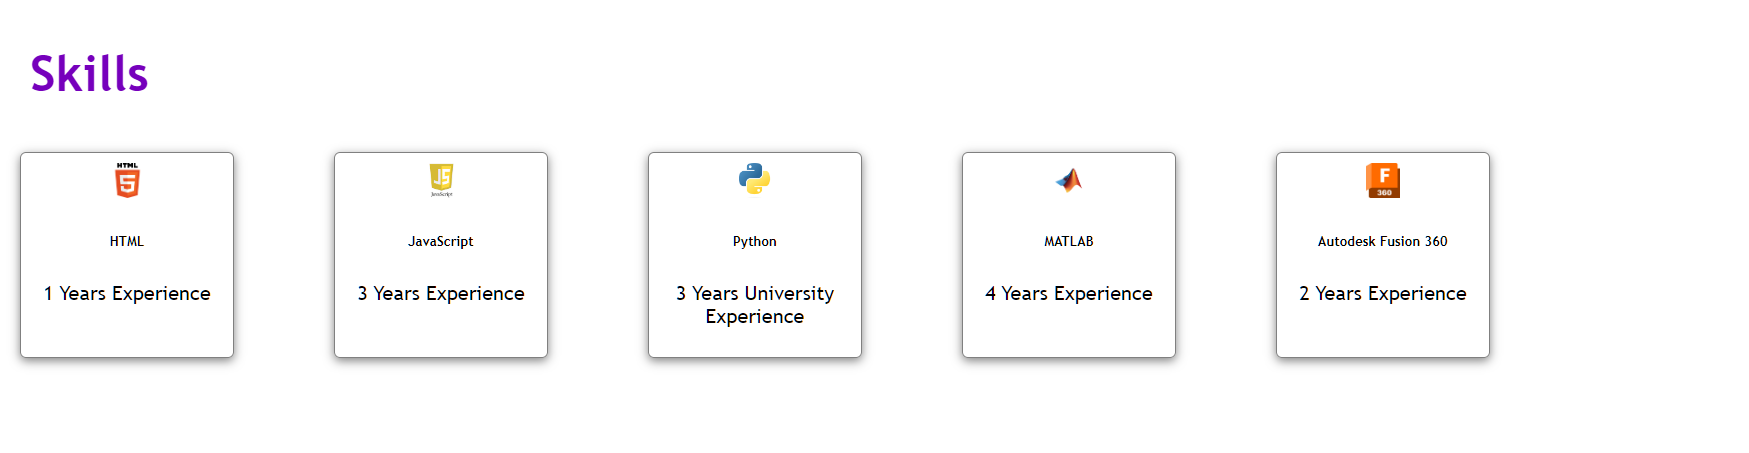 Skills
HTML
HTML
1 Years Experience
JS
JavaScript
JavaScript
3 Years Experience
Python
3 Years University
Experience
MATLAB
4 Years Experience
F
360
Autodesk Fusion 360
2 Years Experience